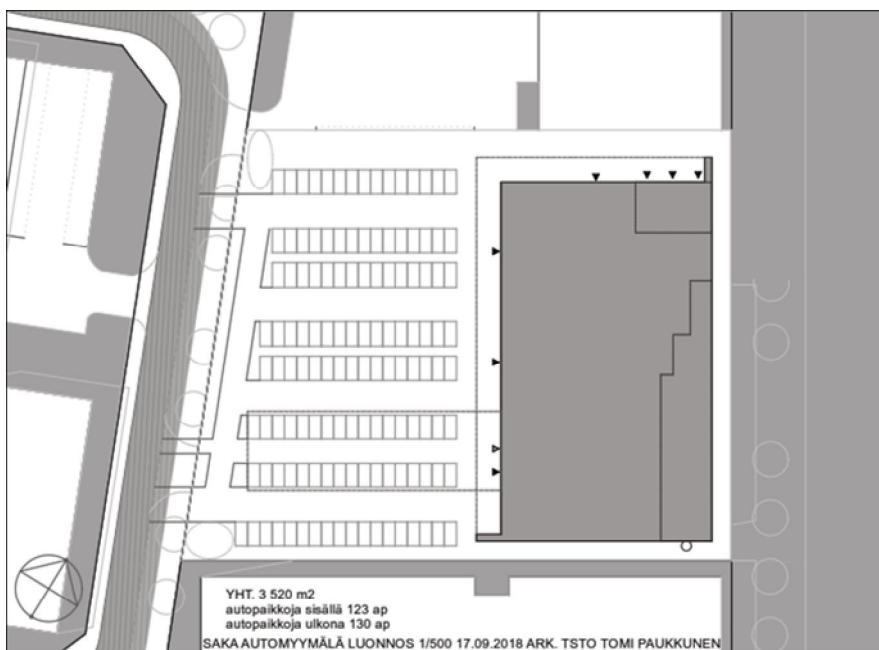 YHT. 3 520 m2
autopaikkoja sisällä 123 ap
autopaikkoja ulkona 130 ap
SAKA AUTOMYYMÄLÄ LUONNOS 1/500 17.09.2018 ARK. TSTO TOMI PAUKKUNEN